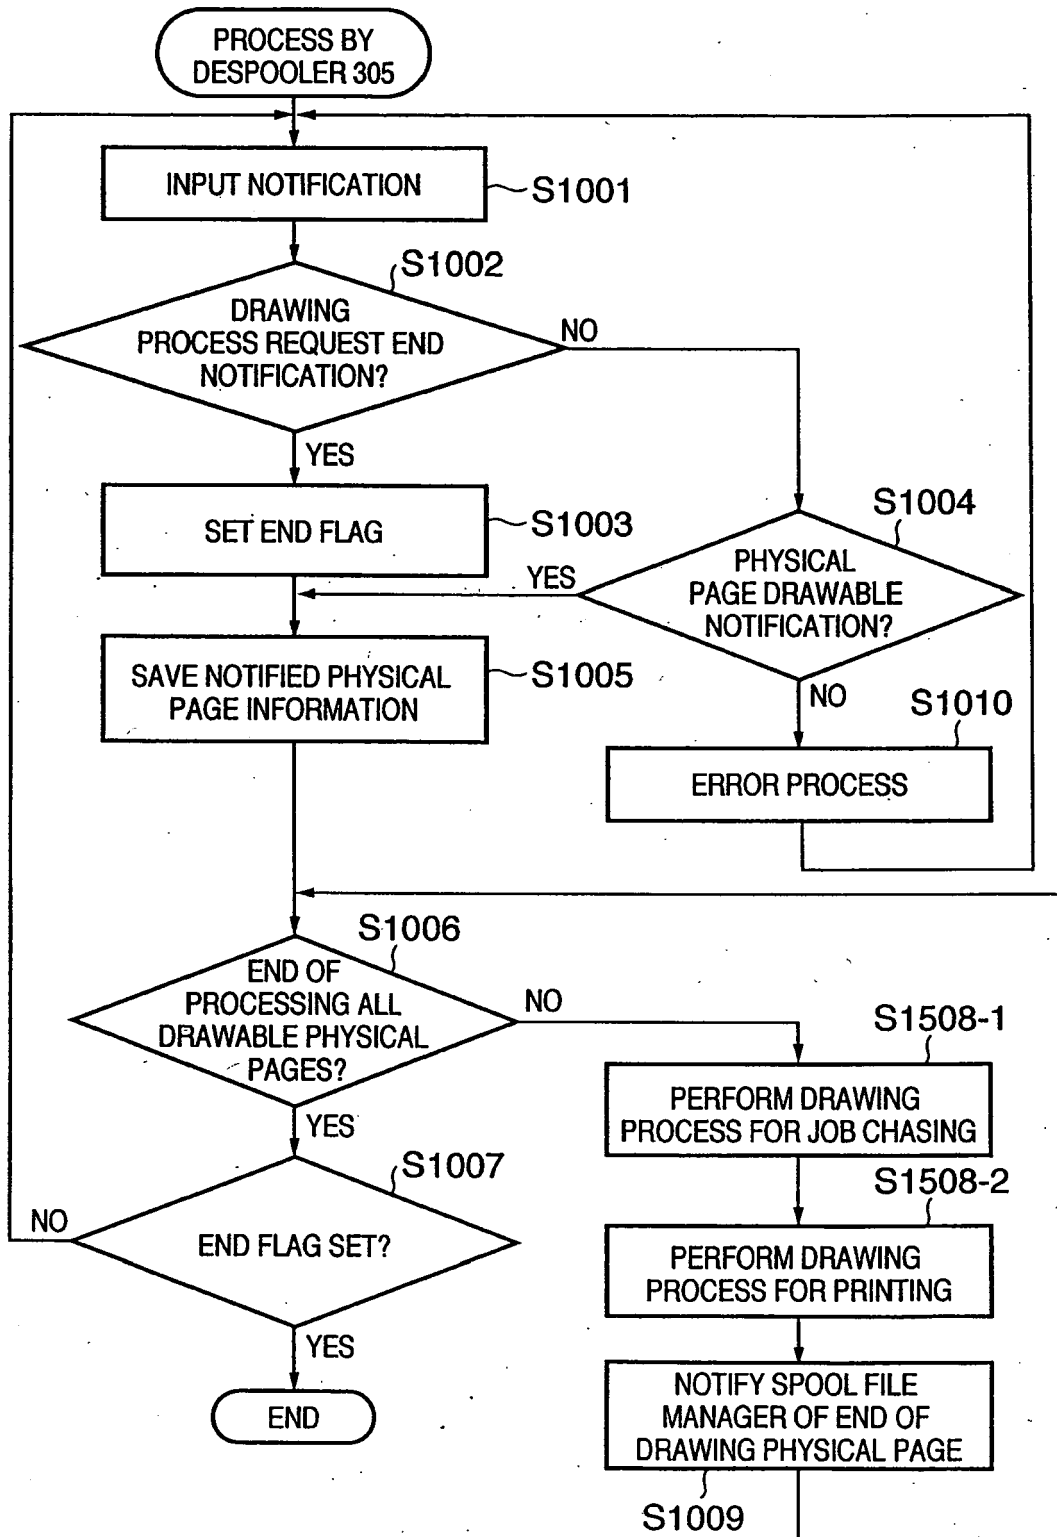 PROCESS BY
DESPOOLER 305
INPUT NOTIFICATION
S1001
S1002
DRAWING
PROCESS REQUEST END
NOTIFICATION?
NO
YES
S1004
SET END FLAG
S1003
PHYSICAL
PAGE DRAWABLE
NOTIFICATION?
YES
SAVE NOTIFIED PHYSICAL
PAGE INFORMATION
S1005
NO
S1010
ERROR PROCESS
S1006
END OF
PROCESSING ALL
DRAWABLE PHYSICAL
PAGES?
NO
YES
S1508-1
PERFORM DRAWING
PROCESS FOR JOB CHASING
S1007
S1508-2
NO
END FLAG SET?
PERFORM DRAWING
PROCESS FOR PRINTING
YES
END
NOTIFY SPOOL FILE
MANAGER OF END OF
DRAWING PHYSICAL PAGE
S1009